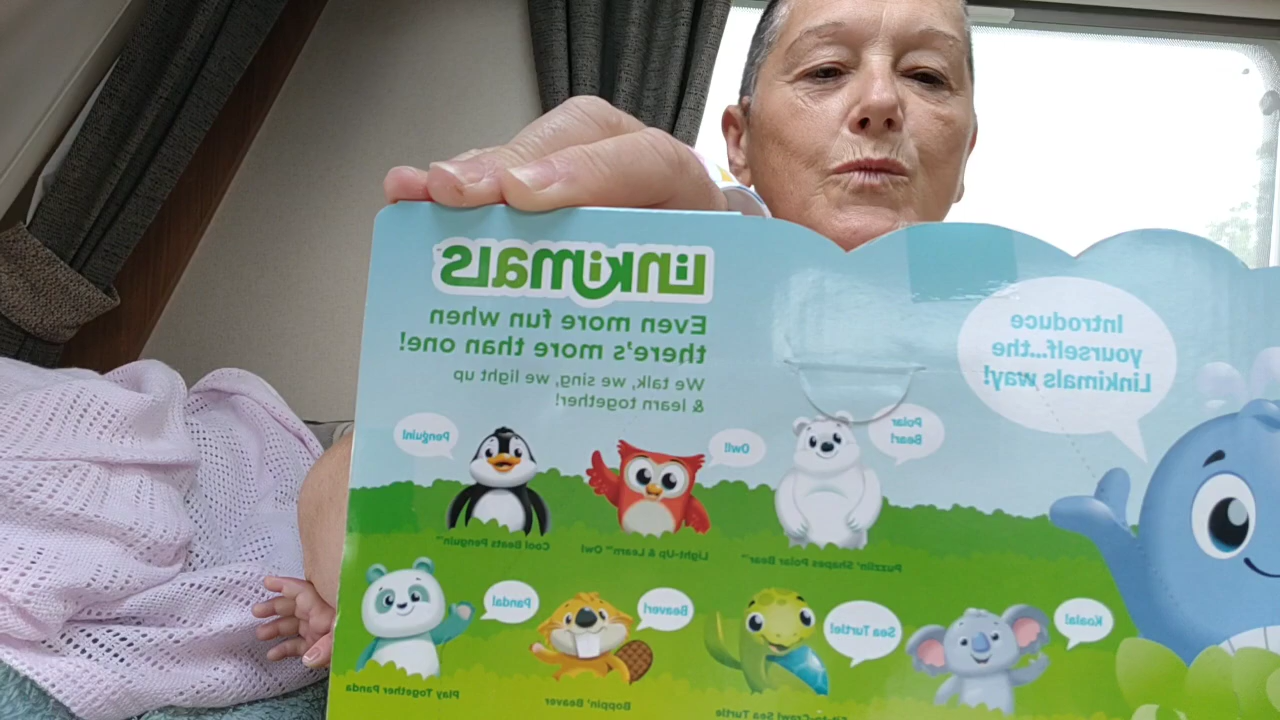 Linkimals
Even more fun when
there's more than one!
We talk, we sing, we light up
& learn together!
Introduce
yourself...the
Linkimals way!
Penguin!
Owl!
Polar
Bear!
Cool Beats Penguin™
Light-Up & Learn™ Owl
Puzzlin' Shapes Polar Bear™
Panda!
Beaver!
Sea Turtle!
Koala!
Play Together Panda
Boppin' Beaver
Sea Turtle